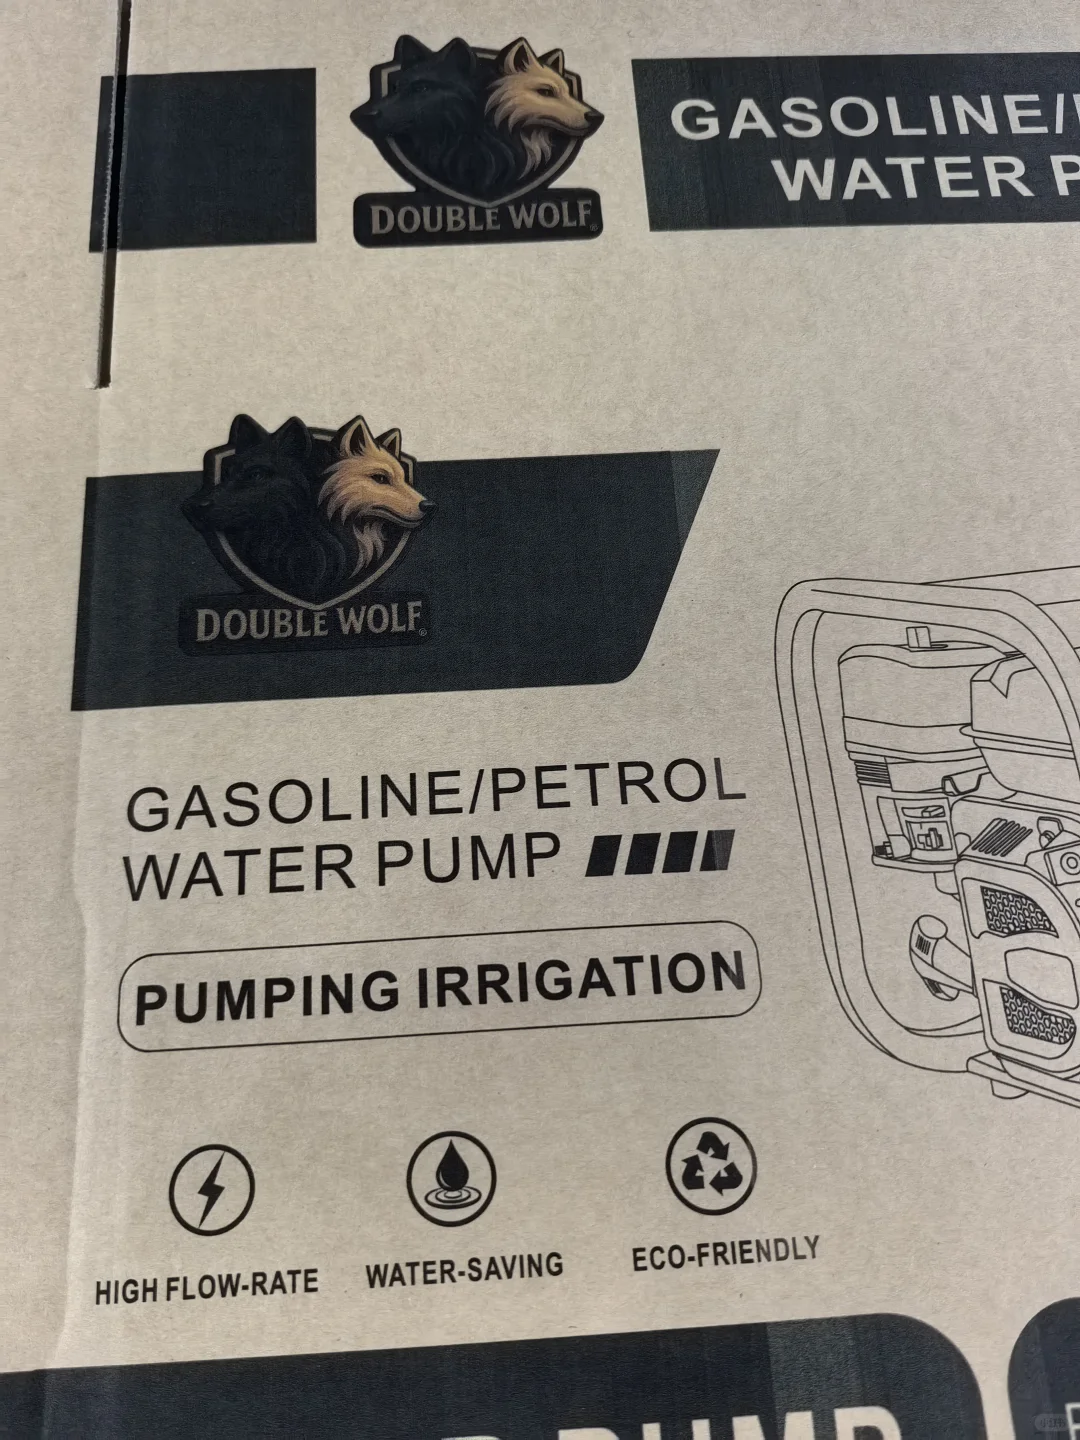 DOUBLE WOLF®
GASOLINE/
WATER P
DOUBLE WOLF®
GASOLINE/PETROL
WATER PUMP
PUMPING IRRIGATION
HIGH FLOW-RATE
WATER-SAVING
ECO-FRIENDLY
PUMP